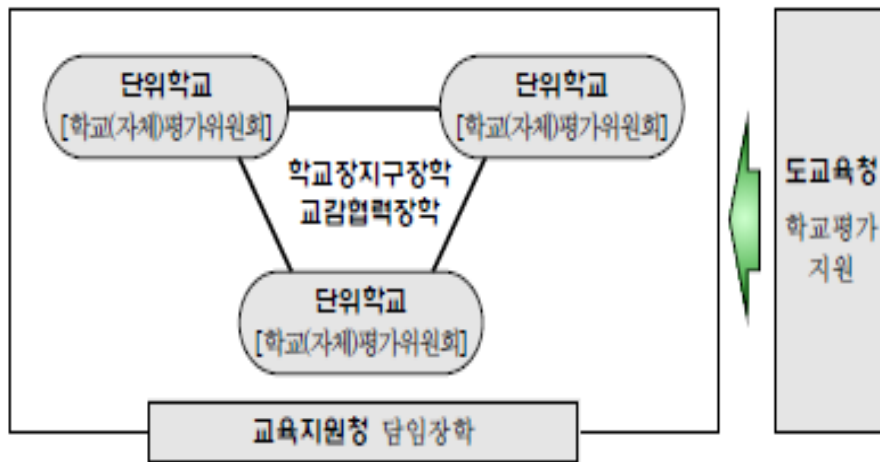 단위학교
[학교(자체)평가위원회]
단위학교
[학교(자체)평가위원회]
학교장지구장학
교감협력장학
단위학교
[학교(자체)평가위원회]
교육지원청 담임장학
도교육청
학교평가
지원